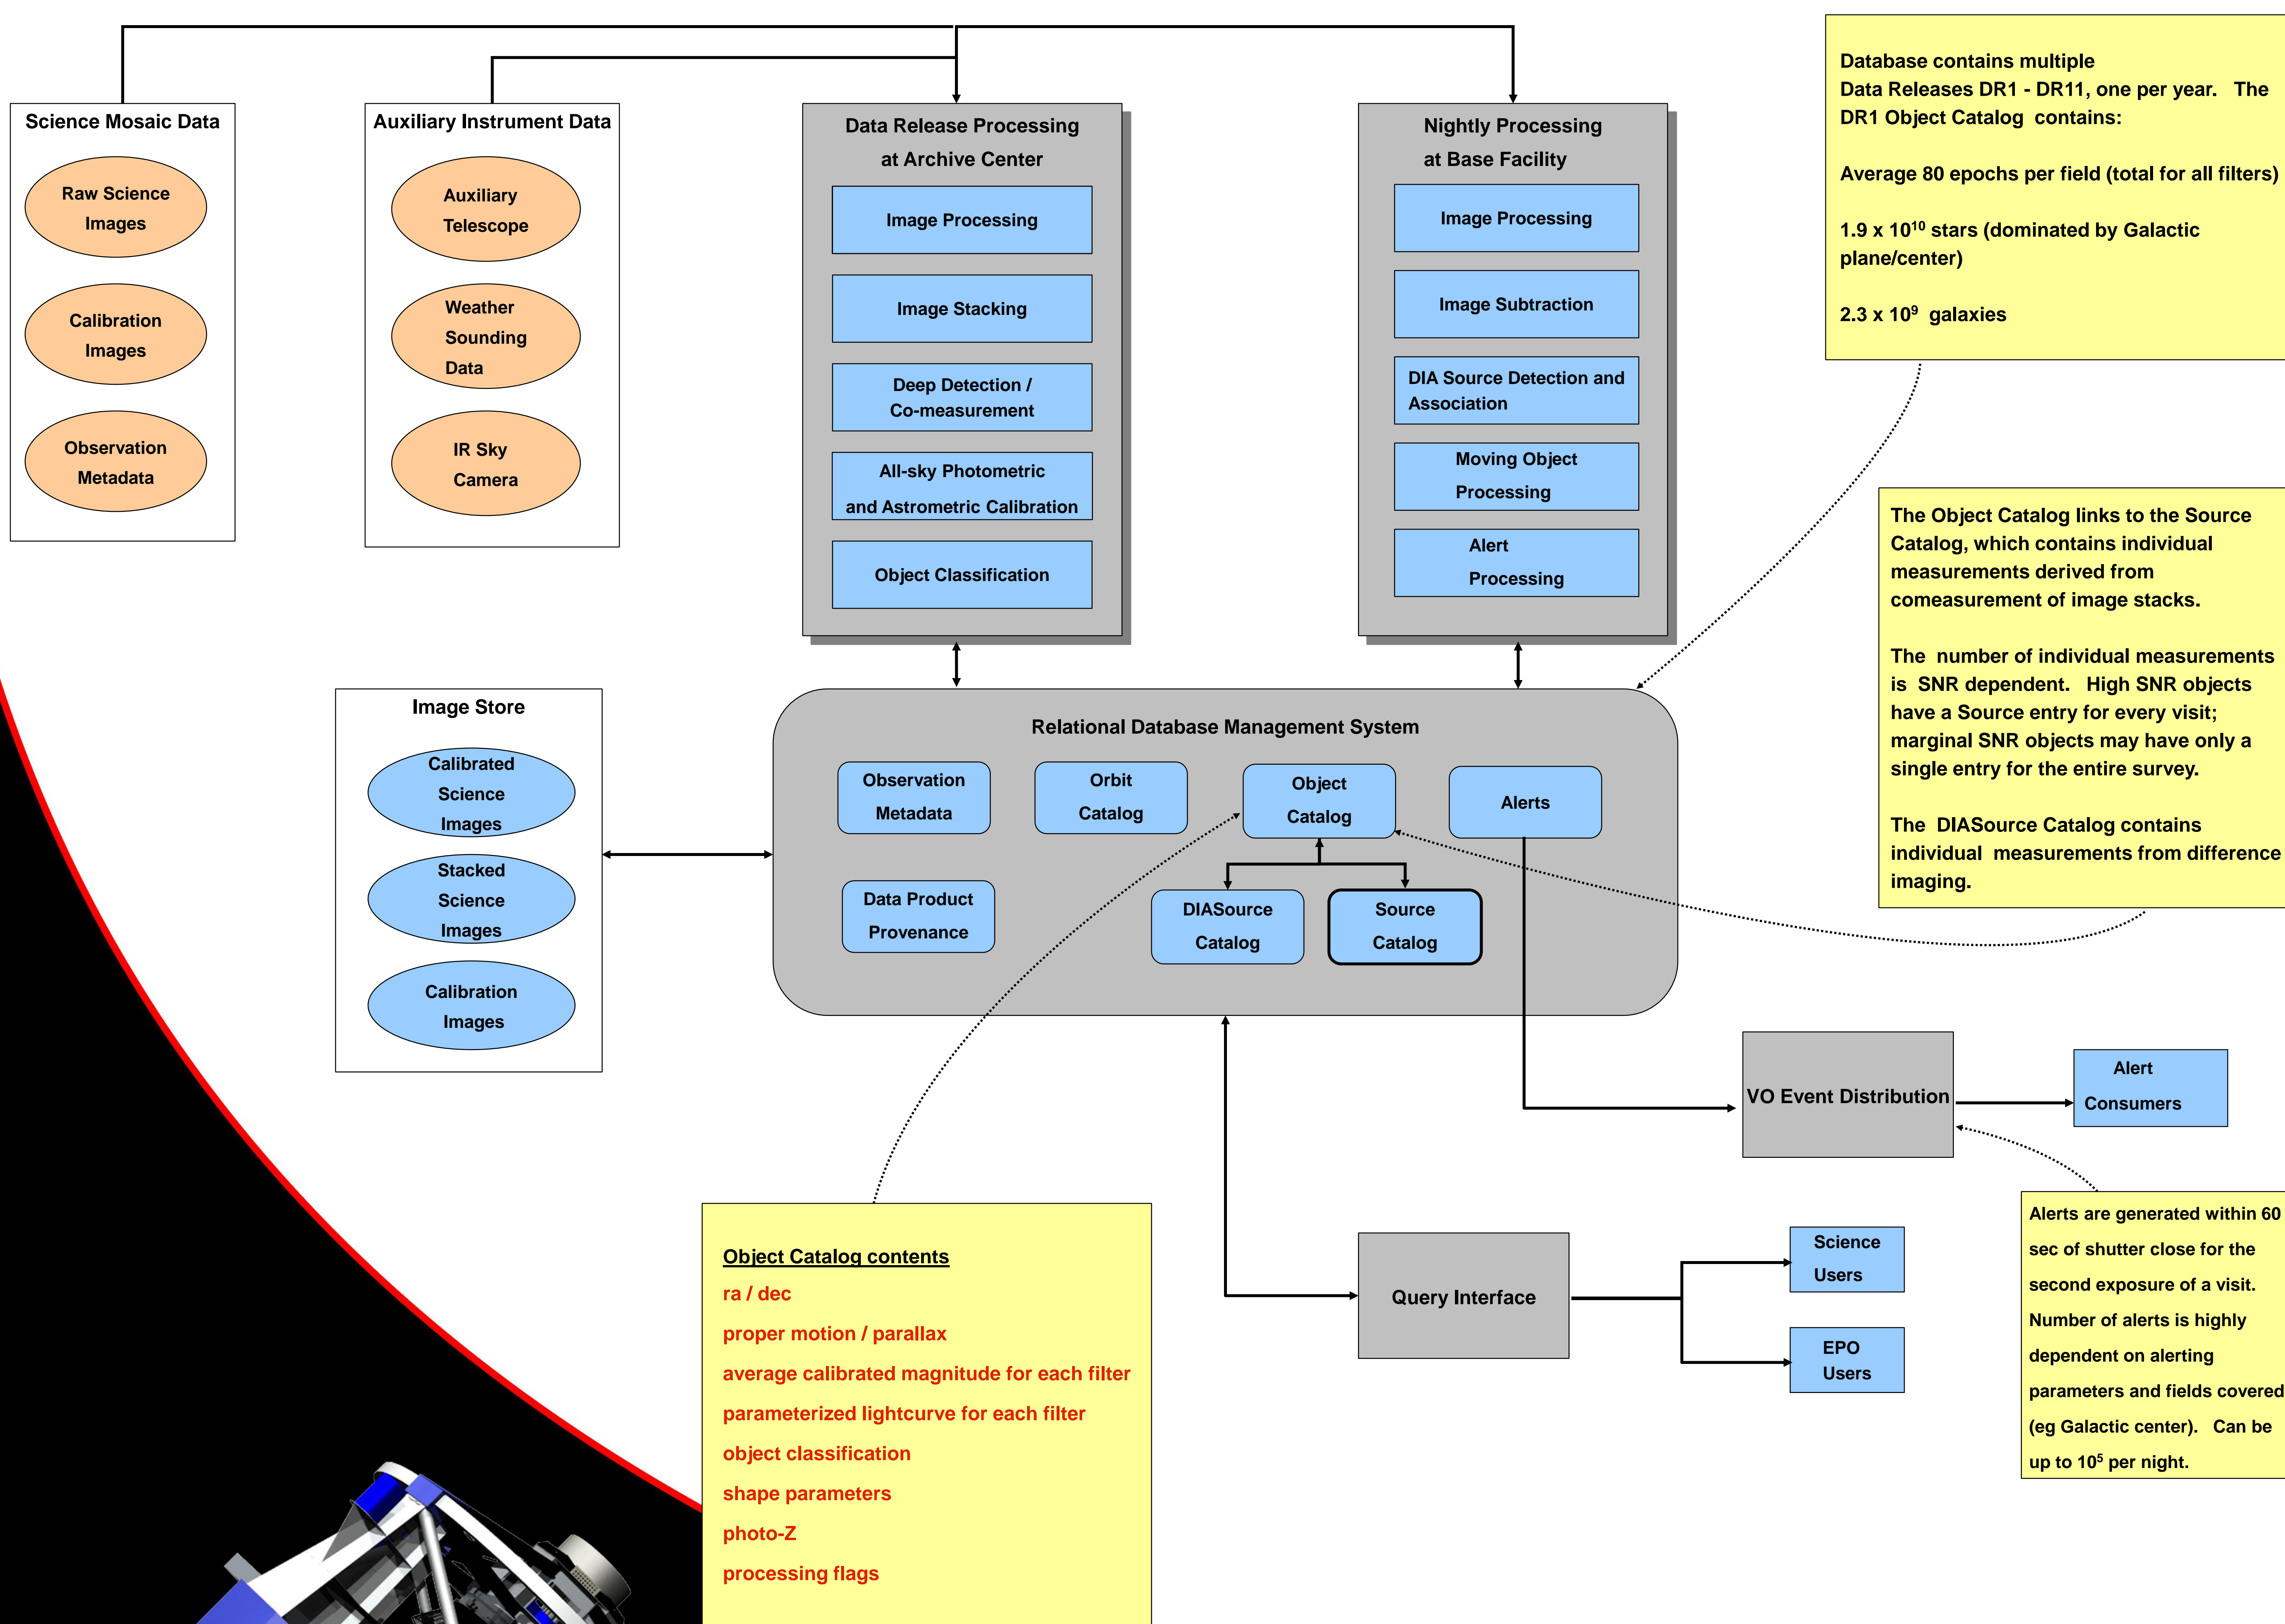 Science Mosaic Data
Raw Science
Images
Calibration
Images
Observation
Metadata
Auxiliary Instrument Data
Auxiliary
Telescope
Weather
Sounding
Data
IR Sky
Camera
Data Release Processing
at Archive Center
Image Processing
Image Stacking
Deep Detection /
Co-measurement
All-sky Photometric
and Astrometric Calibration
Object Classification
Nightly Processing
at Base Facility
Image Processing
Image Subtraction
DIA Source Detection and
Association
Moving Object
Processing
Alert
Processing
Database contains multiple
Data Releases DR1 - DR11, one per year. The
DR1 Object Catalog contains:
Average 80 epochs per field (total for all filters)
1.9 x 10¹⁰ stars (dominated by Galactic
plane/center)
2.3 x 10⁹ galaxies
The Object Catalog links to the Source
Catalog, which contains individual
measurements derived from
comeasurement of image stacks.
The number of individual measurements
is SNR dependent. High SNR objects
have a Source entry for every visit;
marginal SNR objects may have only a
single entry for the entire survey.
The DIASource Catalog contains
individual measurements from difference
imaging.
Image Store
Calibrated
Science
Images
Stacked
Science
Images
Calibration
Images
Relational Database Management System
Observation
Metadata
Orbit
Catalog
Object
Catalog
Alerts
Data Product
Provenance
DIASource
Catalog
Source
Catalog
VO Event Distribution
Alert
Consumers
Query Interface
Science
Users
EPO
Users
Alerts are generated within 60
sec of shutter close for the
second exposure of a visit.
Number of alerts is highly
dependent on alerting
parameters and fields covered
(eg Galactic center). Can be
up to 10⁵ per night.
Object Catalog contents
ra / dec
proper motion / parallax
average calibrated magnitude for each filter
parameterized lightcurve for each filter
object classification
shape parameters
photo-Z
processing flags